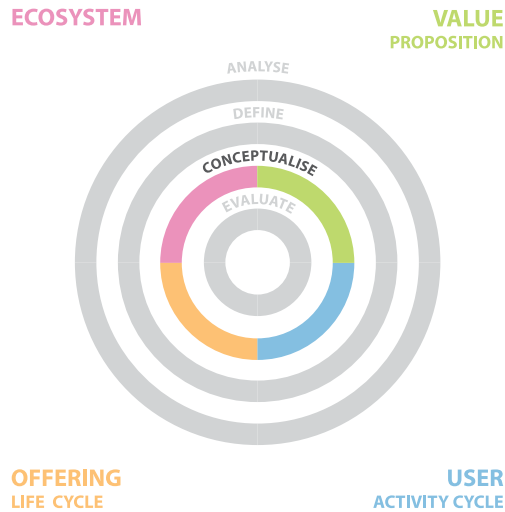 ECOSYSTEM
VALUE
PROPOSITION
ANALYSE
DEFINE
CONCEPTUALISE
EVALUATE
OFFERING
LIFE CYCLE
USER
ACTIVITY CYCLE